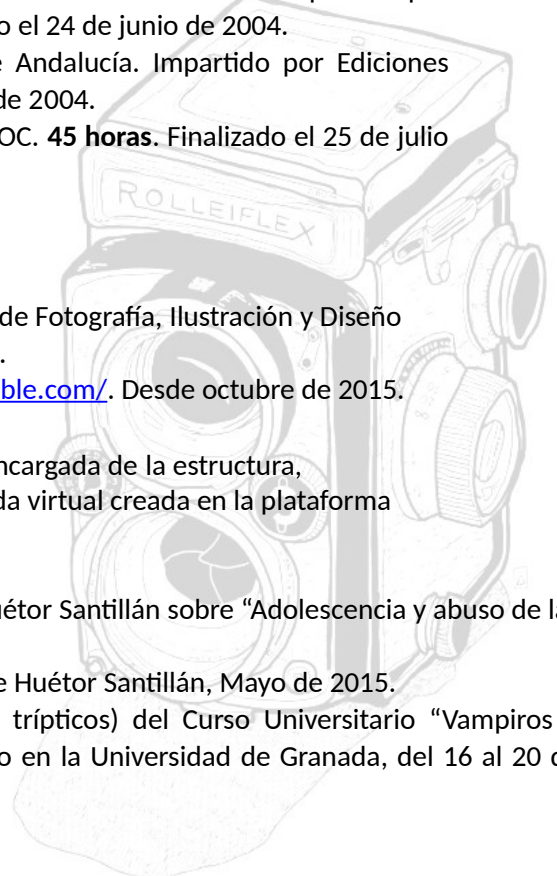 o el 24 de junio de 2004.
Andalucía. Impartido por Ediciones
de 2004.
OC. 45 horas. Finalizado el 25 de julio
ROLLEIFLEX
de Fotografía, Ilustración y Diseño
.
ble.com/. Desde octubre de 2015.
ncargada de la estructura,
da virtual creada en la plataforma
uétor Santillán sobre “Adolescencia y abuso de la
e Huétor Santillán, Mayo de 2015.
trípticos) del Curso Universitario “Vampiros
o en la Universidad de Granada, del 16 al 20 d